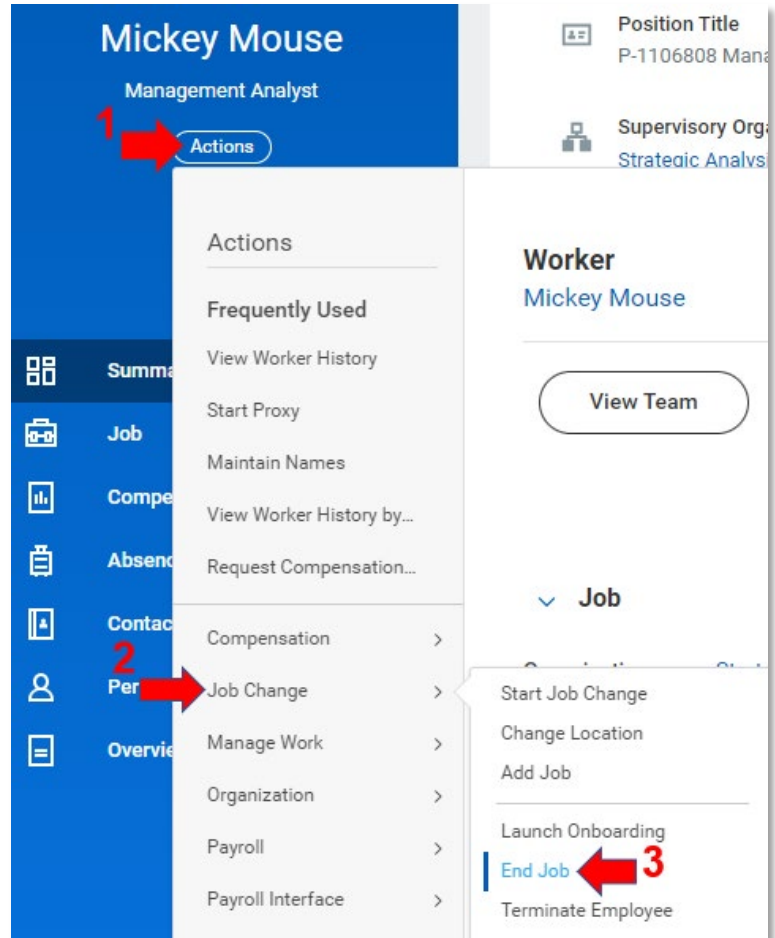 Mickey Mouse
Management Analyst
1
Actions
Position Title
P-1106808 Mana
Supervisory Orga
Strategic Analysi
Actions
Frequently Used
View Worker History
Start Proxy
Maintain Names
View Worker History by...
Request Compensation...
Compensation
2
Job Change
Manage Work
Organization
Payroll
Payroll Interface
Summa
Job
Compe
Absenc
Contac
Per
Overvie
Worker
Mickey Mouse
View Team
Job
Start Job Change
Change Location
Add Job
Launch Onboarding
End Job
3
Terminate Employee